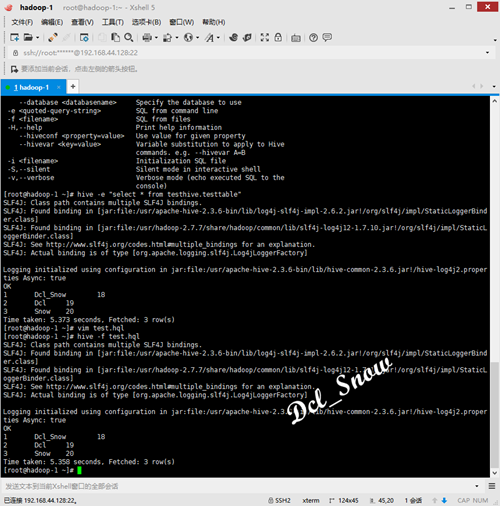 hadoop-1 root@hadoop-1:~ - Xshell 5
文件(F) 编辑(E) 查看(V) 工具(T) 选项卡(B) 窗口(W) 帮助(H)
ssh://root:******@192.168.44.128:22
要添加当前会话，点击左侧的箭头按钮。
1 hadoop-1
--database <databasename> Specify the database to use
-e <quoted-query-string> SQL from command line
-f <filename> SQL from files
-H,--help Print help information
--hiveconf <property=value> Use value for given property
--hivevar <key=value> Variable substitution to apply to Hive
commands. e.g. --hivevar A=B
-i <filename> Initialization SQL file
-S,--silent Silent mode in interactive shell
-v,--verbose Verbose mode (echo executed SQL to the
console)
[root@hadoop-1 ~]# hive -e "select * from testhive.testtable"
SLF4J: Class path contains multiple SLF4J bindings.
SLF4J: Found binding in [jar:file:/usr/apache-hive-2.3.6-bin/lib/log4j-slf4j-impl-2.6.2.jar!/org/slf4j/impl/StaticLoggerBind
er.class]
SLF4J: Found binding in [jar:file:/usr/hadoop-2.7.7/share/hadoop/common/lib/slf4j-log4j12-1.7.10.jar!/org/slf4j/impl/StaticL
oggerBinder.class]
SLF4J: See http://www.slf4j.org/codes.html#multiple_bindings for an explanation.
SLF4J: Actual binding is of type [org.apache.logging.slf4j.Log4jLoggerFactory]
Logging initialized using configuration in jar:file:/usr/apache-hive-2.3.6-bin/lib/hive-common-2.3.6.jar!/hive-log4j2.proper
ties Async: true
OK
1 Dcl_Snow 18
2 Dcl 19
3 Snow 20
Time taken: 5.373 seconds, Fetched: 3 row(s)
[root@hadoop-1 ~]# vim test.hql
[root@hadoop-1 ~]# hive -f test.hql
SLF4J: Class path contains multiple SLF4J bindings.
SLF4J: Found binding in [jar:file:/usr/apache-hive-2.3.6-bin/lib/log4j-slf4j-impl-2.6.2.jar!/org/slf4j/impl/StaticLoggerBind
er.class]
SLF4J: Found binding in [jar:file:/usr/hadoop-2.7.7/share/hadoop/common/lib/slf4j-log4j12-1.7.10.jar!/org/slf4j/impl/StaticL
oggerBinder.class]
SLF4J: See http://www.slf4j.org/codes.html#multiple_bindings for an explanation.
SLF4J: Actual binding is of type [org.apache.logging.slf4j.Log4jLoggerFactory]
Dcl_Snow
Logging initialized using configuration in jar:file:/usr/apache-hive-2.3.6-bin/lib/hive-common-2.3.6.jar!/hive-log4j2.proper
ties Async: true
OK
1 Dcl_Snow 18
2 Dcl 19
3 Snow 20
Time taken: 5.358 seconds, Fetched: 3 row(s)
[root@hadoop-1 ~]#
发送文本到当前Xshell窗口的全部会话
已连接 192.168.44.128:22。 SSH2 xterm 124x45 45,20 1 会话 CAP NUM